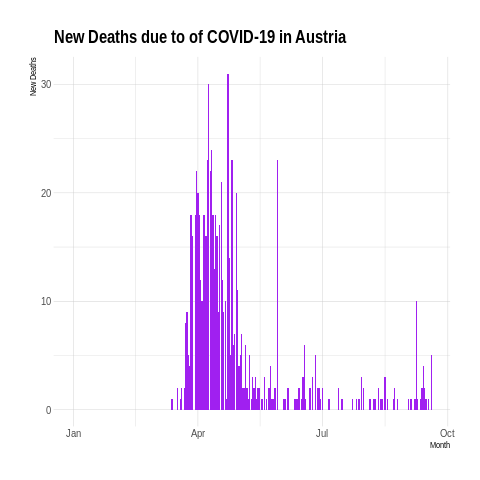 New Deaths due to of COVID-19 in Austria
New Deaths
30
20
10
0
Jan Apr Jul Oct
Month